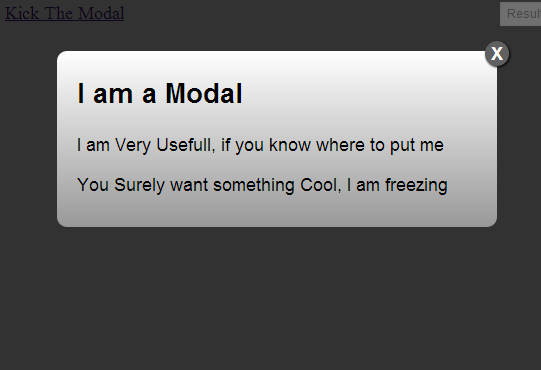 Kick The Modal
Result
X
I am a Modal
I am Very Usefull, if you know where to put me
You Surely want something Cool, I am freezing